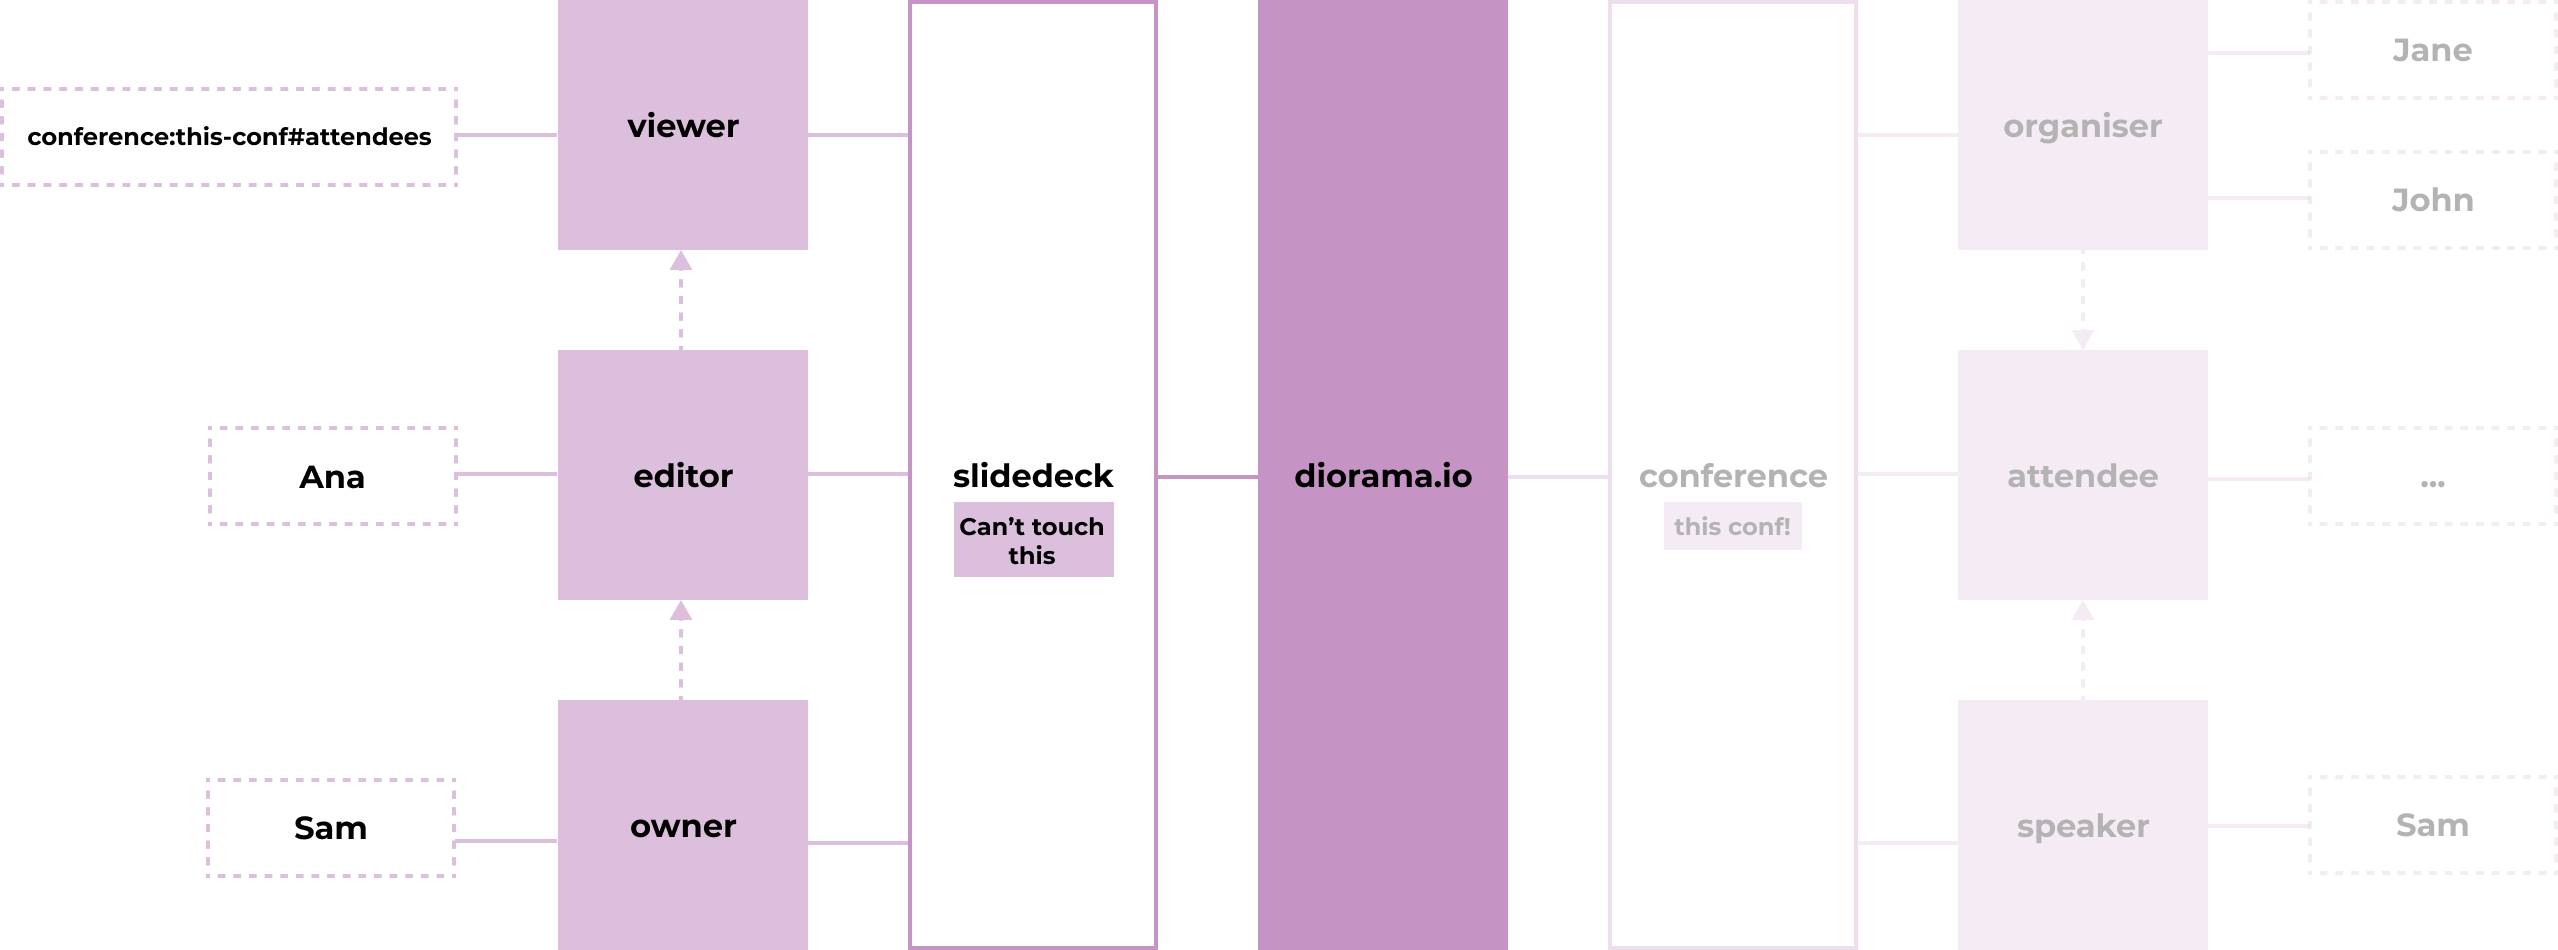 conference:this-conf#attendees
viewer
Ana
editor
Sam
owner
slidedeck
Can’t touch
this
diorama.io
conference
this conf!
organiser
Jane
John
attendee
...
speaker
Sam